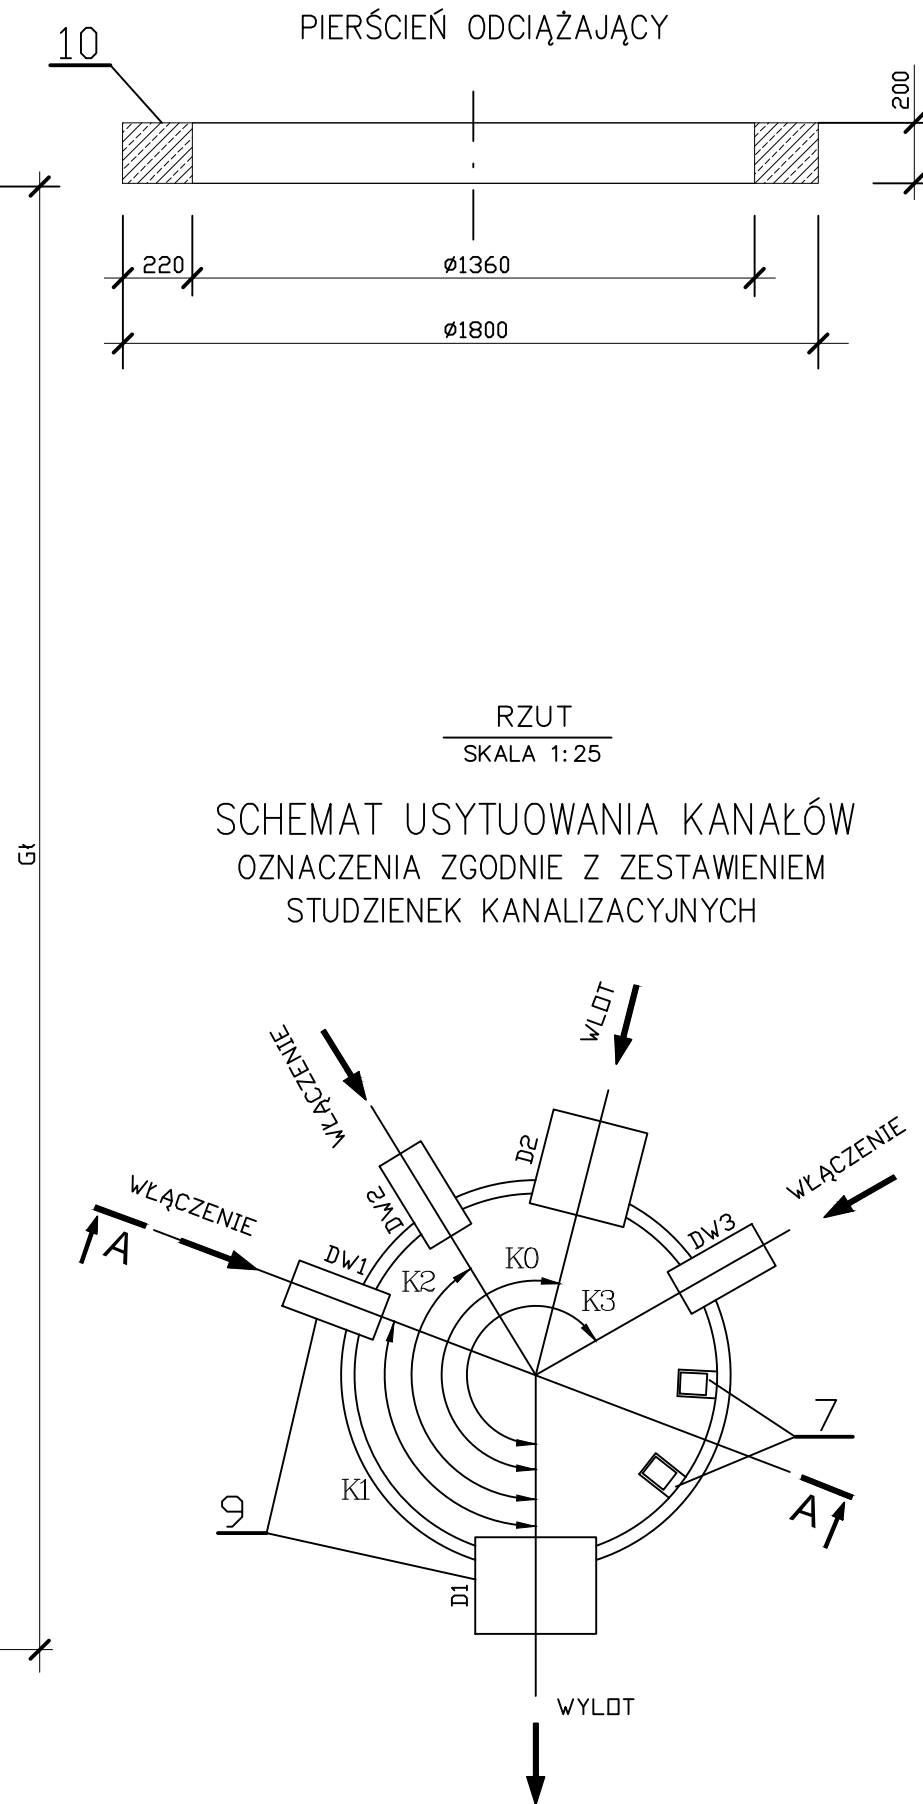 PIERŚCIEŃ ODCIĄŻAJĄCY
10
200
220
ø1360
ø1800
RZUT
SKALA 1:25
SCHEMAT USYTUOWANIA KANAŁÓW
OZNACZENIA ZGODNIE Z ZESTAWIENIEM
STUDZIENEK KANALIZACYJNYCH
Gł
WLOT
WŁĄCZENIE
WŁĄCZENIE
WŁĄCZENIE
D2
DW2
DW3
DW1
A
K0
K2
K3
7
K1
9
A
D1
WYLOT